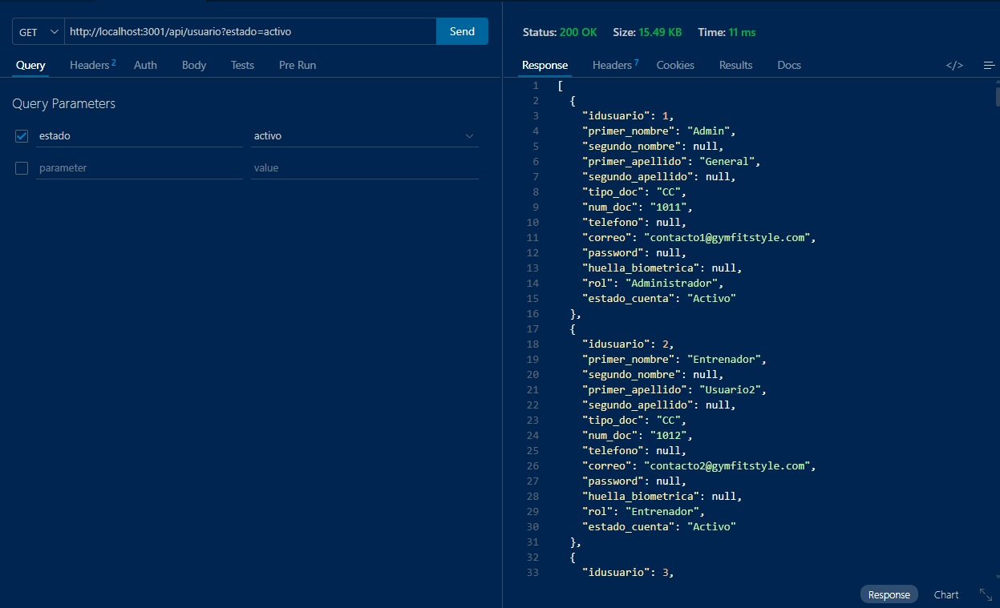 GET http://localhost:3001/api/usuario?estado=activo Send
Query Headers 2 Auth Body Tests Pre Run
Query Parameters
estado activo
parameter value
Status: 200 OK Size: 15.49 KB Time: 11 ms
Response Headers 7 Cookies Results Docs </>
1 [
2 {
3 "idusuario": 1,
4 "primer_nombre": "Admin",
5 "segundo_nombre": null,
6 "primer_apellido": "General",
7 "segundo_apellido": null,
8 "tipo_doc": "CC",
9 "num_doc": "1011",
10 "telefono": null,
11 "correo": "contacto1@gymfitstyle.com",
12 "password": null,
13 "huella_biometrica": null,
14 "rol": "Administrador",
15 "estado_cuenta": "Activo"
16 },
17 {
18 "idusuario": 2,
19 "primer_nombre": "Entrenador",
20 "segundo_nombre": null,
21 "primer_apellido": "Usuario2",
22 "segundo_apellido": null,
23 "tipo_doc": "CC",
24 "num_doc": "1012",
25 "telefono": null,
26 "correo": "contacto2@gymfitstyle.com",
27 "password": null,
28 "huella_biometrica": null,
29 "rol": "Entrenador",
30 "estado_cuenta": "Activo"
31 },
32 {
33 "idusuario": 3,
Response Chart